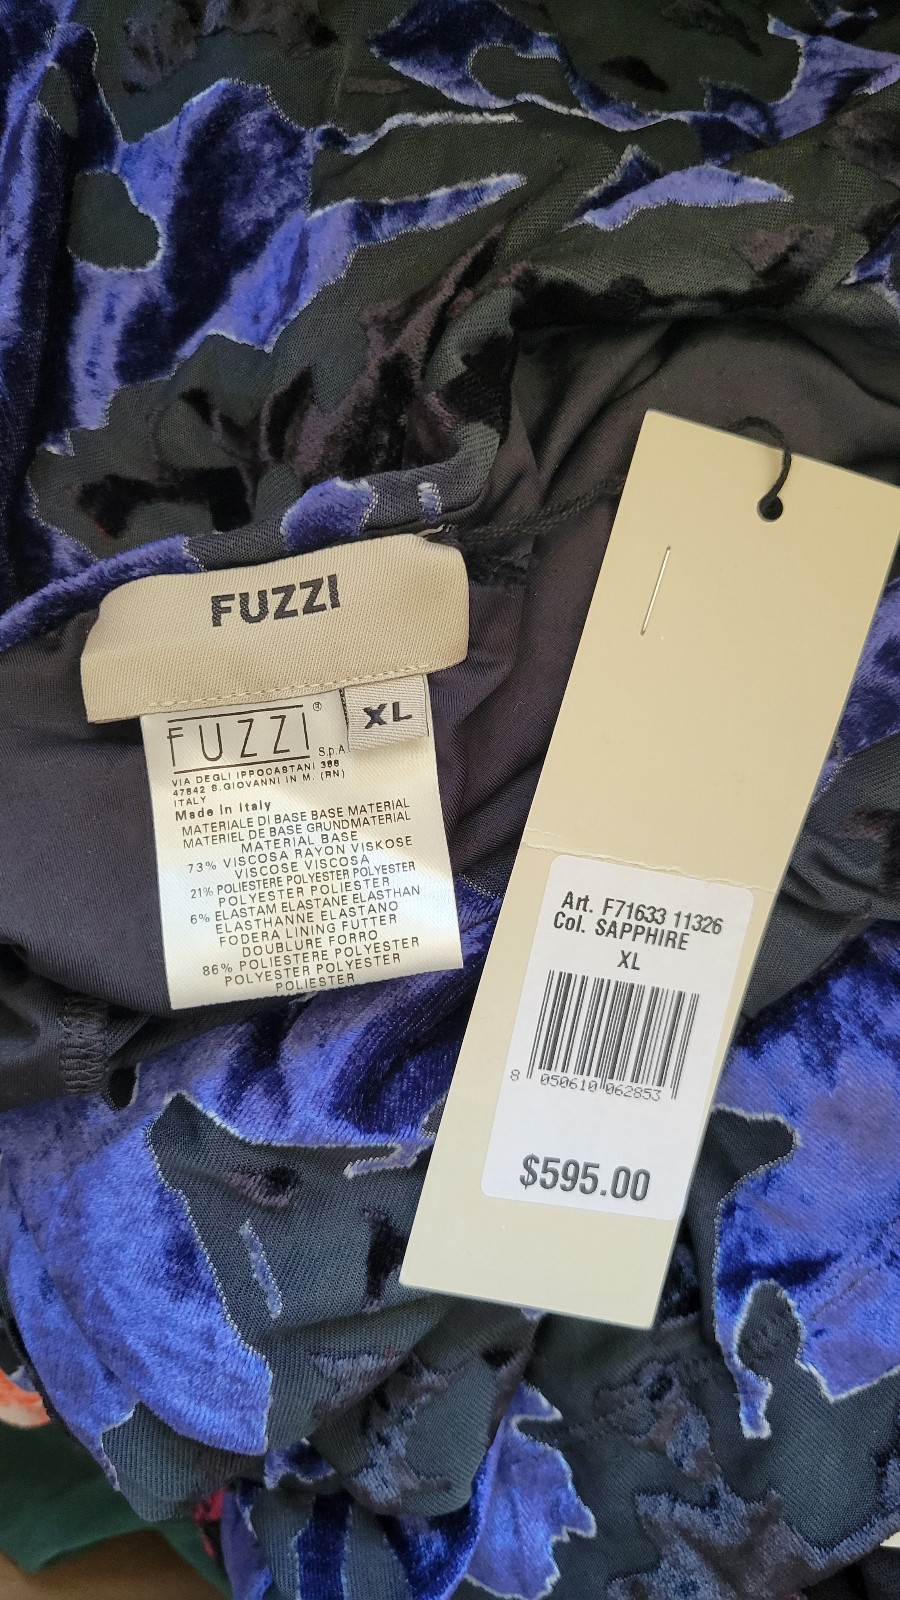 FUZZI
XL
FUZZI®
S.p.A
VIA DEGLI IPPOCASTANI 386
47842 S.GIOVANNI IN M. (RN)
ITALY
Made in Italy
MATERIALE DI BASE BASE MATERIAL
MATERIEL DE BASE GRUNDMATERIAL
MATERIAL BASE
73% VISCOSA RAYON VISKOSE
VISCOSE VISCOSA
21% POLIESTERE POLYESTER POLYESTER
POLYESTER POLIESTER
6% ELASTAM ELASTANE ELASTHAN
ELASTHANNE ELASTANO
FODERA LINING FUTTER
DOUBLURE FORRO
86% POLIESTERE POLYESTER
POLYESTER POLYESTER
POLIESTER
Art. F71633 11326
Col. SAPPHIRE
XL
8 050610 062853
$595.00